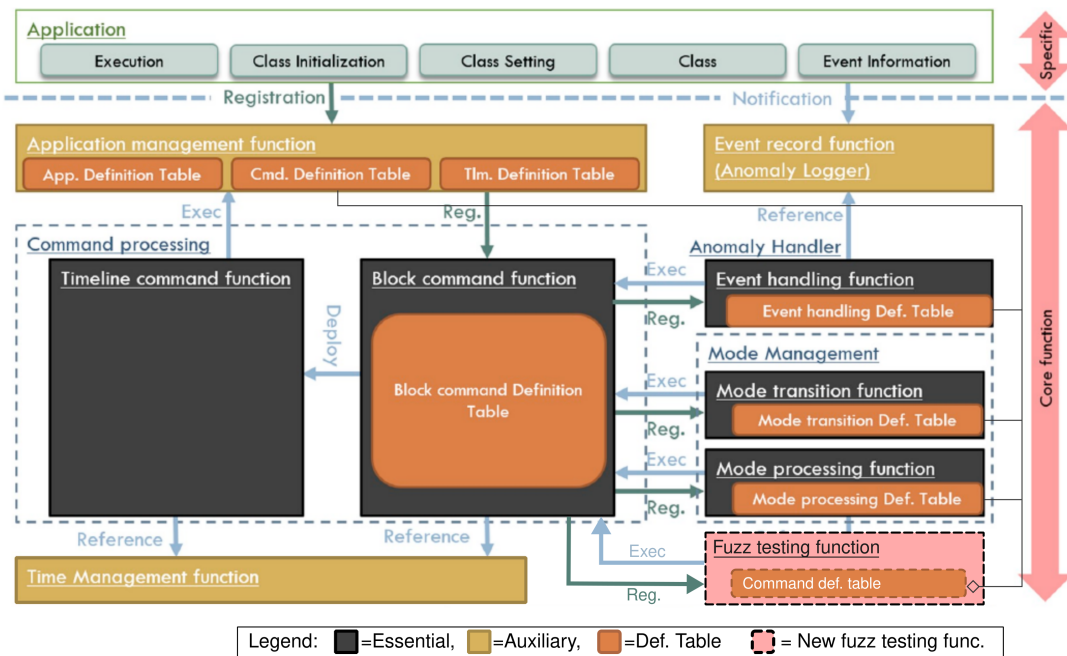 Application
Execution
Class Initialization
Class Setting
Class
Event Information
Specific
Registration
Notification
Application management function
App. Definition Table
Cmd. Definition Table
Tlm. Definition Table
Event record function
(Anomaly Logger)
Exec
Reg.
Reference
Command processing
Anomaly Handler
Timeline command function
Block command function
Exec
Event handling function
Event handling Def. Table
Reg.
Deploy
Block command Definition
Table
Mode Management
Exec
Mode transition function
Mode transition Def. Table
Reg.
Exec
Mode processing function
Mode processing Def. Table
Reg.
Core function
Reference
Reference
Exec
Fuzz testing function
Command def. table
Time Management function
Reg.
Legend: =Essential, =Auxiliary, =Def. Table = New fuzz testing func.